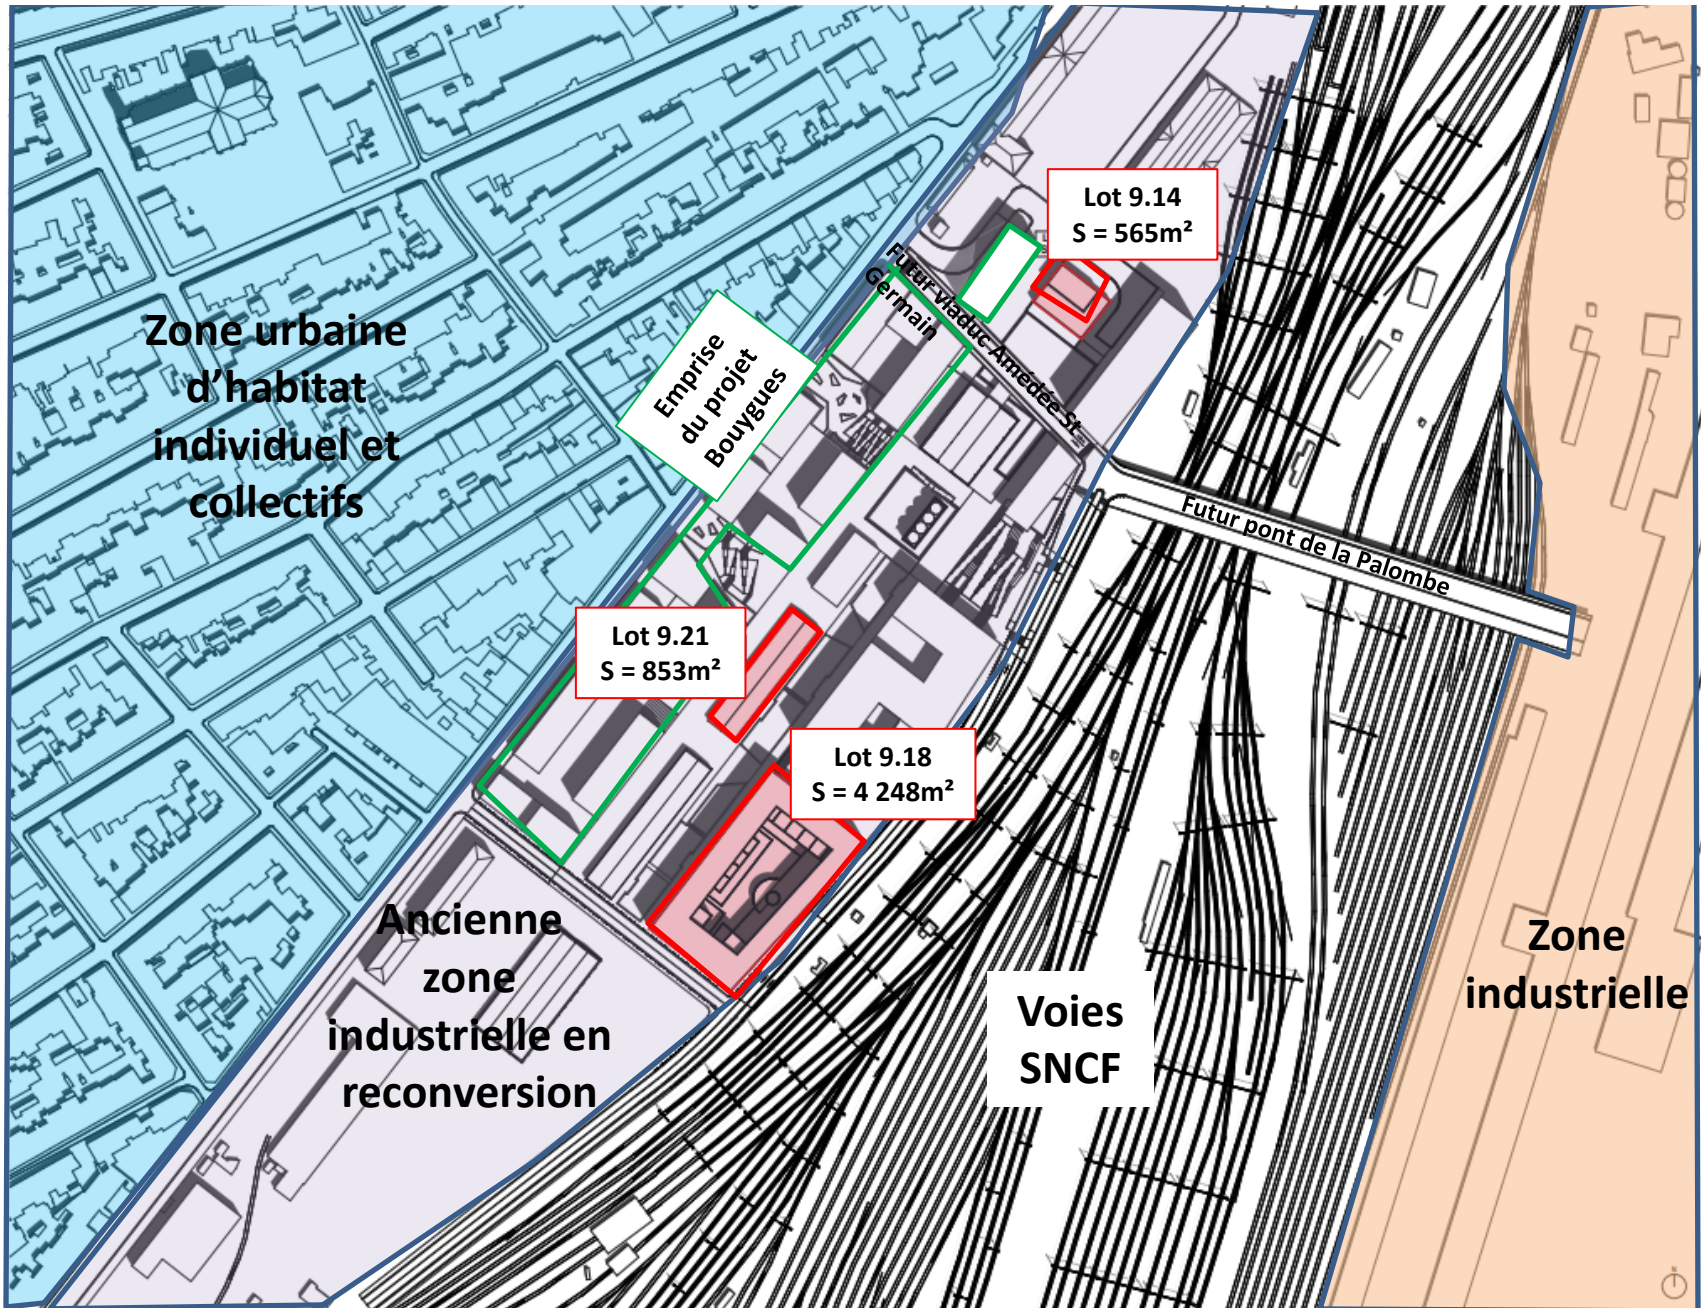 Lot 9.14
S = 565m²
Futur viaduc Amédée St
Germain
Zone urbaine
d’habitat
individuel et
collectifs
Emprise
du projet
Bouygues
Futur pont de la Palombe
Lot 9.21
S = 853m²
Lot 9.18
S = 4 248m²
Ancienne
zone
industrielle en
reconversion
Voies
SNCF
Zone
industrielle